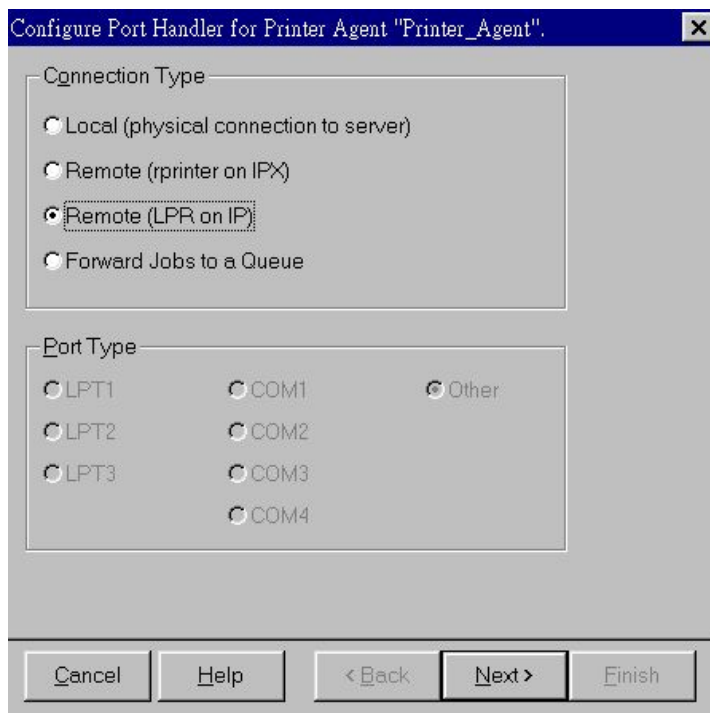 Configure Port Handler for Printer Agent "Printer_Agent".
Connection Type
Local (physical connection to server)
Remote (rprinter on IPX)
Remote (LPR on IP)
Forward Jobs to a Queue
Port Type
LPT1 COM1 Other
LPT2 COM2
LPT3 COM3
COM4
Cancel Help < Back Next > Finish